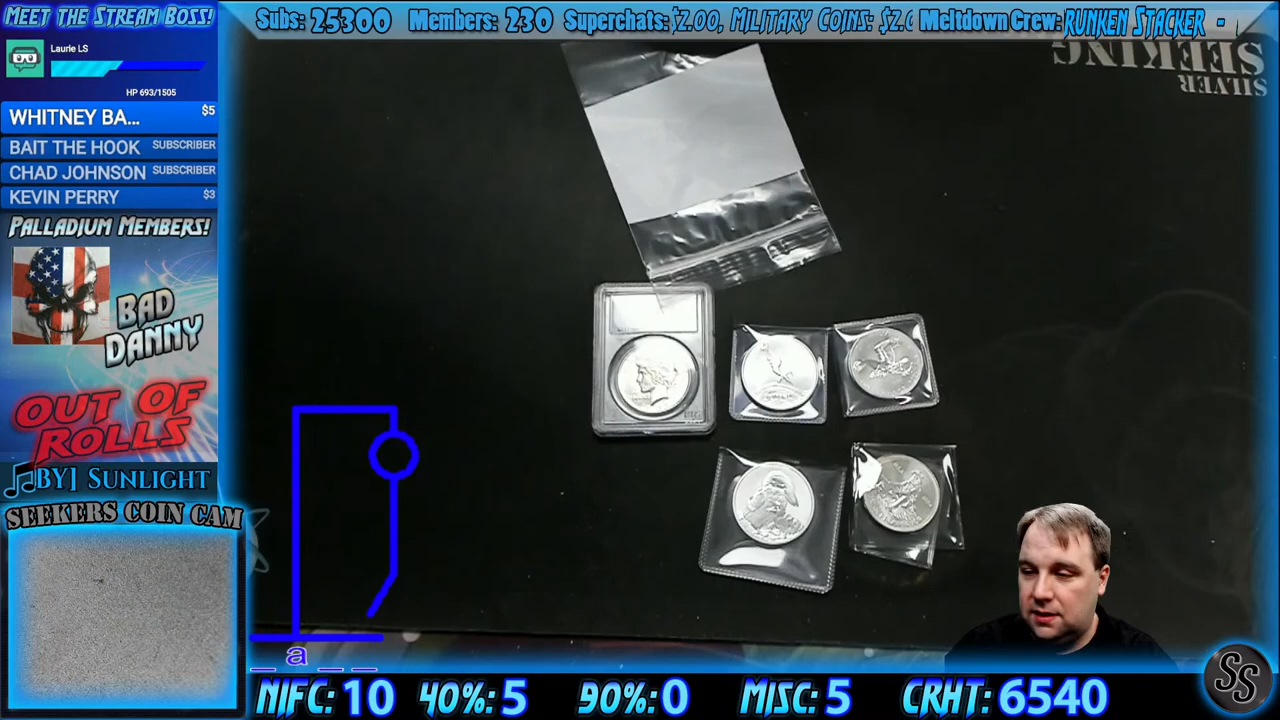 MEET THE STREAM BOSS!
Laurie LS
HP 693/1505
WHITNEY BA... $5
BAIT THE HOOK SUBSCRIBER
CHAD JOHNSON SUBSCRIBER
KEVIN PERRY $3
PALLADIUM MEMBERS!
BAD
DANNY
OUT OF
ROLLS
BY] SUNLIGHT
SEEKERS COIN CAM
SUBS: 25300 MEMBERS: 230 SUPERCHATS: $2.00, MILITARY COINS: $2.0 MELTDOWN CREW: RUNKEN STACKER -
SILVER
SEEKING
_ a _ _
NIFC: 10 40%: 5 90%: 0 MISC: 5 CRHT: 6540
SS